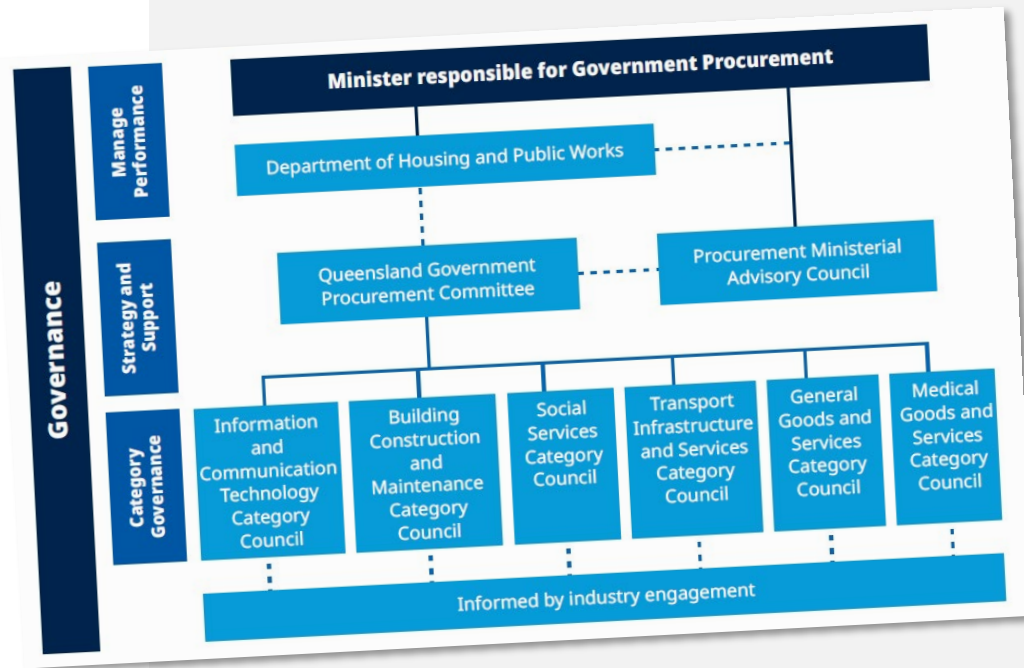 Governance
Manage
Performance
Minister responsible for Government Procurement
Department of Housing and Public Works
Strategy and
Support
Queensland Government
Procurement Committee
Procurement Ministerial
Advisory Council
Category
Governance
Information
and
Communication
Technology
Category
Council
Building
Construction
and
Maintenance
Category
Council
Social
Services
Category
Council
Transport
Infrastructure
and Services
Category
Council
General
Goods and
Services
Category
Council
Medical
Goods and
Services
Category
Council
Informed by industry engagement